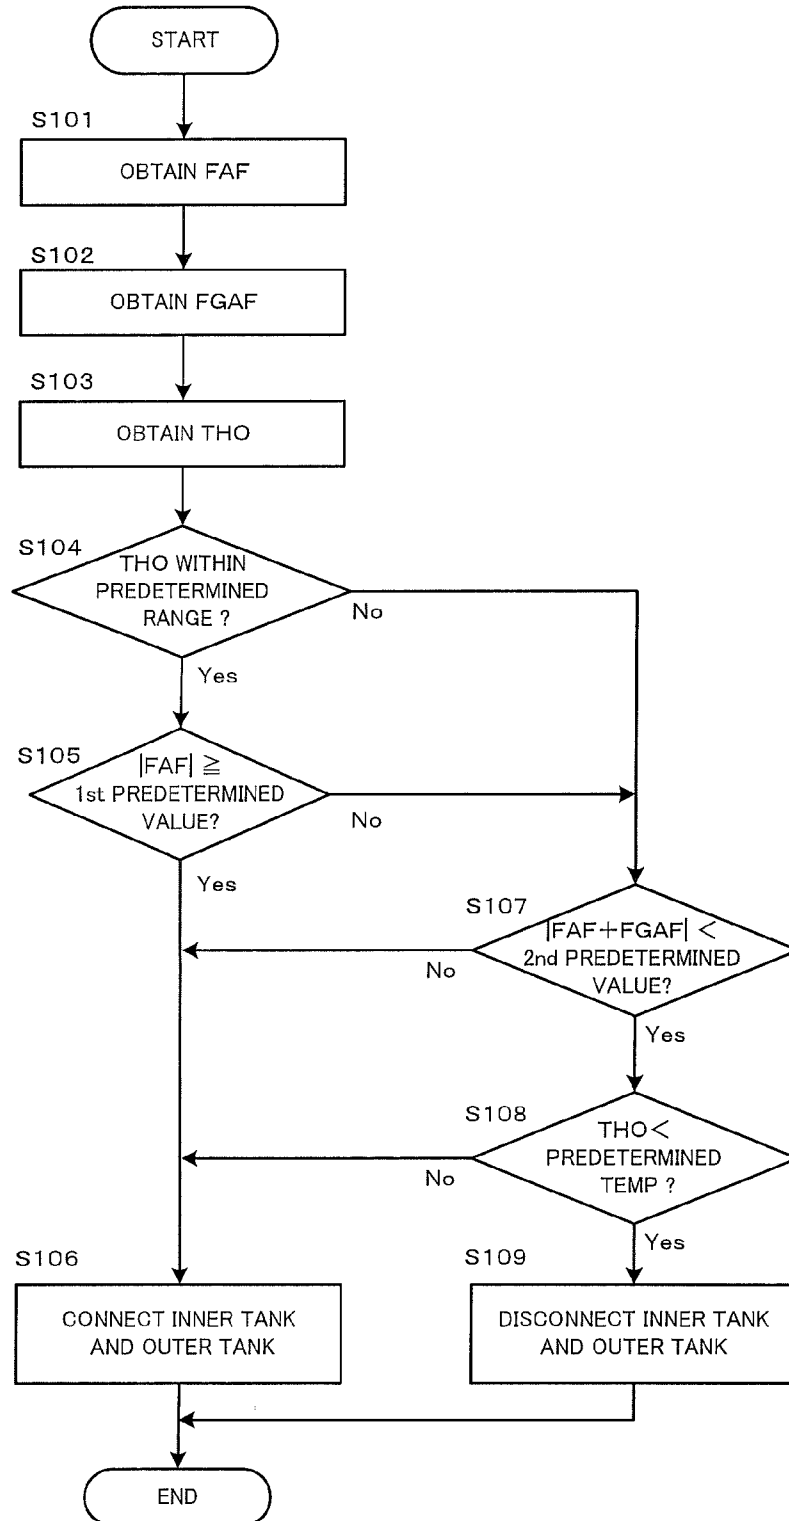 START
S101
OBTAIN FAF
S102
OBTAIN FGAF
S103
OBTAIN THO
S104
THO WITHIN
PREDETERMINED
RANGE ?
No
Yes
S105
|FAF| ≧
1st PREDETERMINED
VALUE?
No
Yes
S107
|FAF+FGAF| <
2nd PREDETERMINED
VALUE?
No
Yes
S108
THO<
PREDETERMINED
TEMP ?
No
Yes
S106
CONNECT INNER TANK
AND OUTER TANK
S109
DISCONNECT INNER TANK
AND OUTER TANK
END